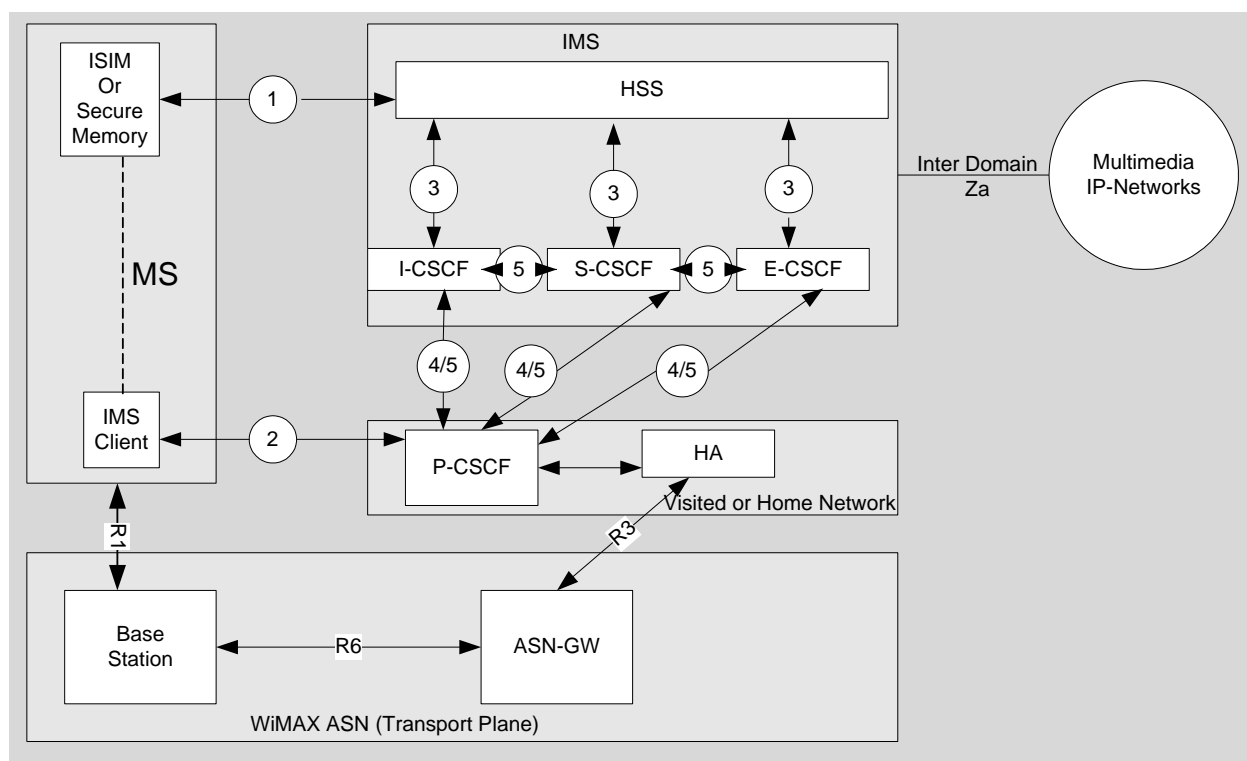 IMS
ISIM
Or
Secure
Memory
HSS
1
Inter Domain
Za
Multimedia
IP-Networks
3
3
3
MS
I-CSCF
5
S-CSCF
5
E-CSCF
4/5
4/5
4/5
IMS
Client
2
P-CSCF
HA
Visited or Home Network
R1
R3
Base
Station
R6
ASN-GW
WiMAX ASN (Transport Plane)